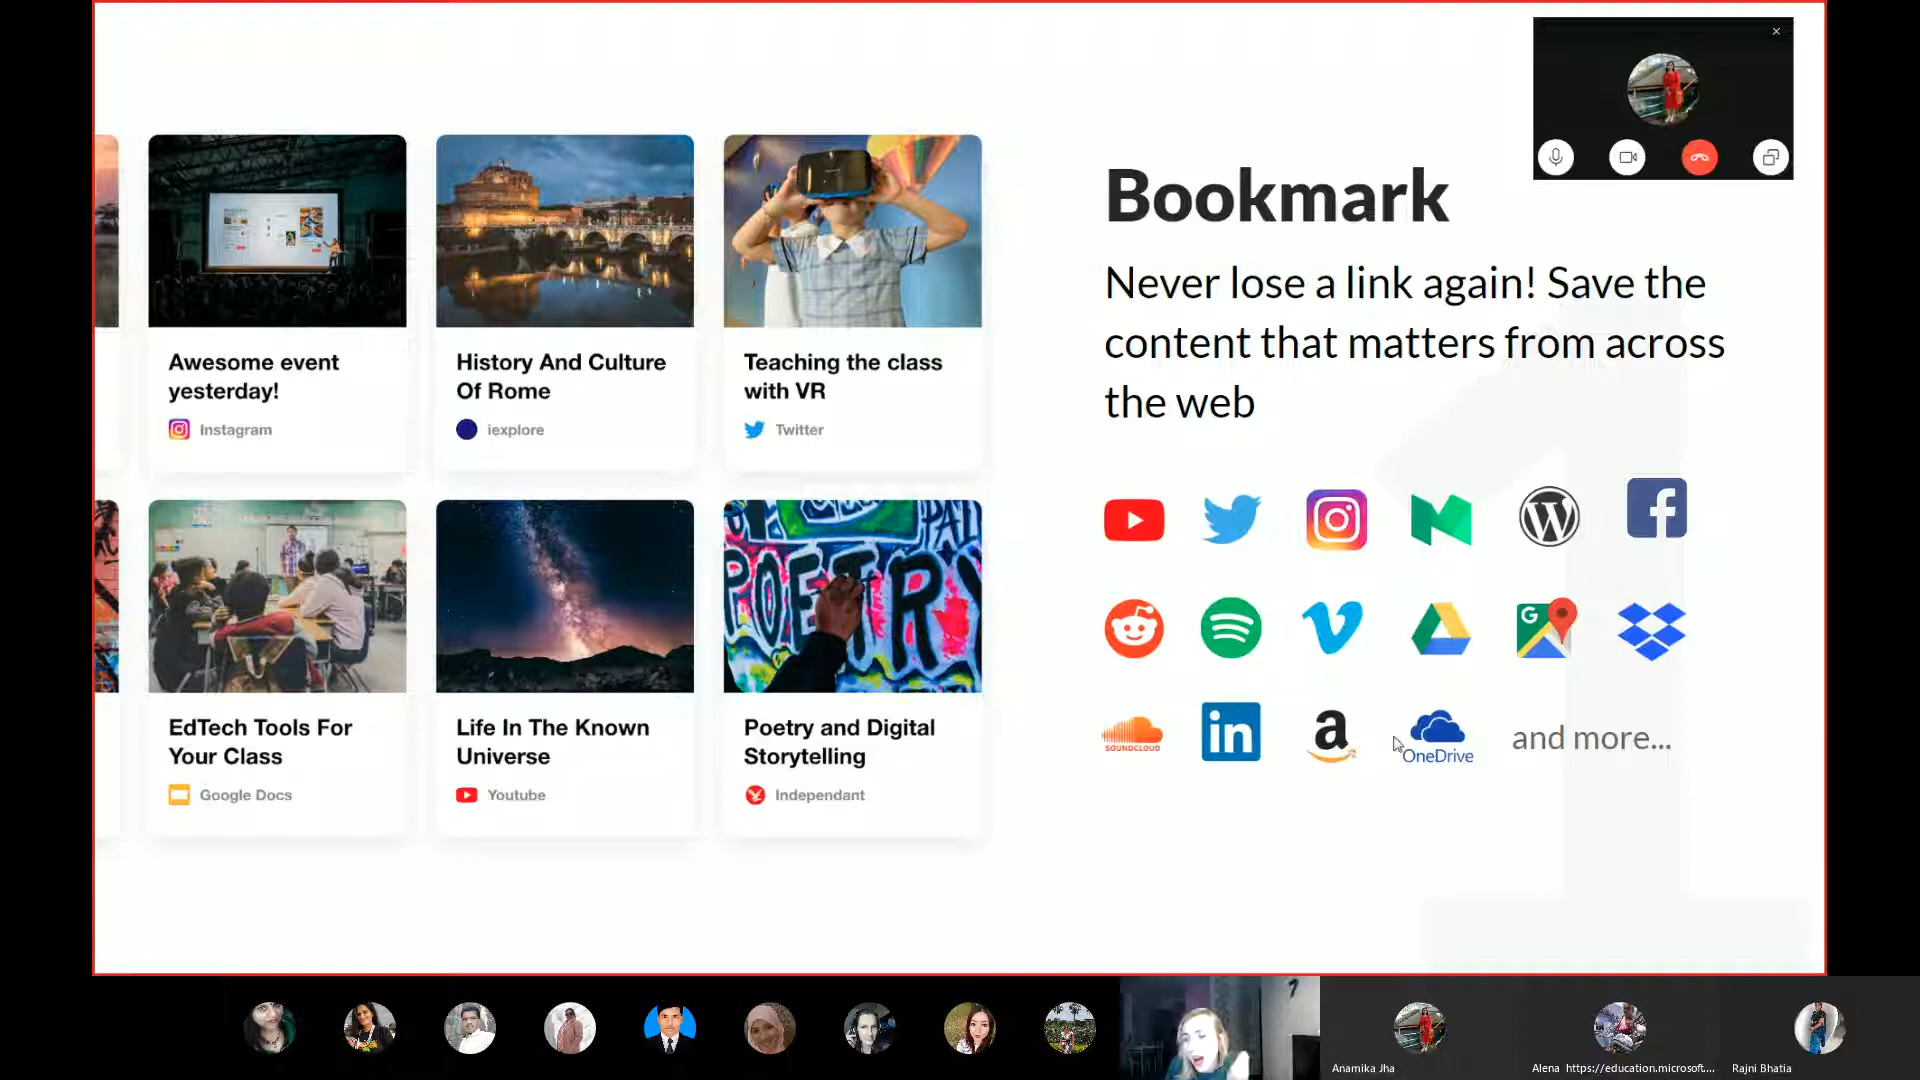 Bookmark
Never lose a link again! Save the
content that matters from across
the web
Awesome event
yesterday!
Instagram
History And Culture
Of Rome
iexplore
Teaching the class
with VR
Twitter
POETRY
EdTech Tools For
Your Class
Google Docs
Life In The Known
Universe
Youtube
Poetry and Digital
Storytelling
Independant
SOUNDCLOUD
in
a
OneDrive
and more...
Anamika Jha
Alena https://education.microsoft....
Rajni Bhatia